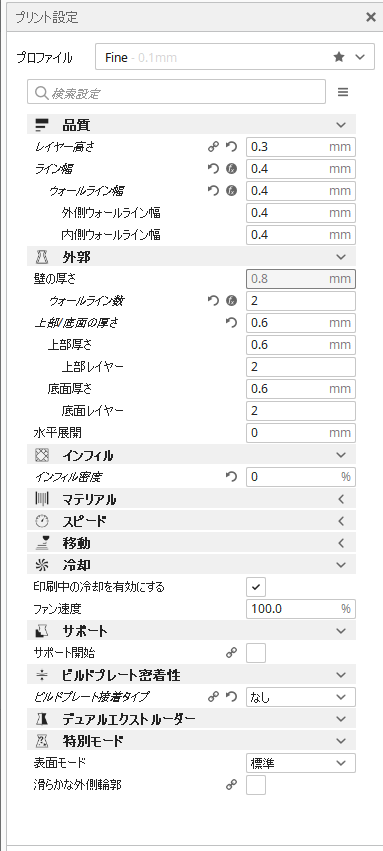 プリント設定
プロファイル Fine - 0.1mm
検索設定
品質
レイヤー高さ 0.3 mm
ライン幅 0.4 mm
ウォールライン幅 0.4 mm
外側ウォールライン幅 0.4 mm
内側ウォールライン幅 0.4 mm
外郭
壁の厚さ 0.8 mm
ウォールライン数 2
上部/底面の厚さ 0.6 mm
上部厚さ 0.6 mm
上部レイヤー 2
底面厚さ 0.6 mm
底面レイヤー 2
水平展開 0 mm
インフィル
インフィル密度 0 %
マテリアル
スピード
移動
冷却
印刷中の冷却を有効にする
ファン速度 100.0 %
サポート
サポート開始
ビルドプレート密着性
ビルドプレート接着タイプ なし
デュアルエクストルーダー
特別モード
表面モード 標準
滑らかな外側輪郭